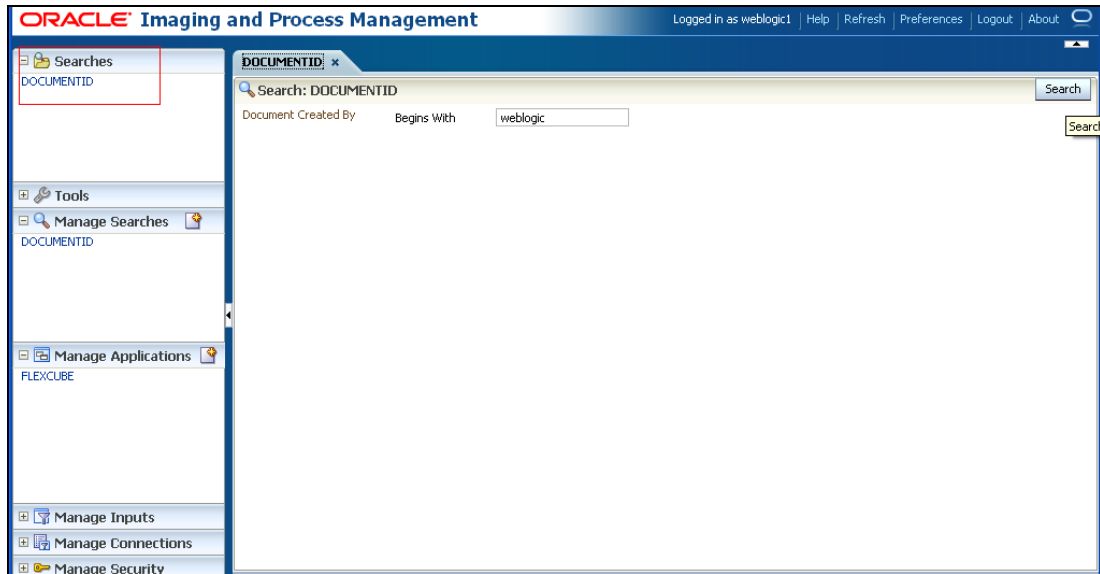 ORACLE Imaging and Process Management
Logged in as weblogic1 | Help | Refresh | Preferences | Logout | About
Searches
DOCUMENTID
Tools
Manage Searches
DOCUMENTID
Manage Applications
FLEXCUBE
Manage Inputs
Manage Connections
Manage Security
DOCUMENTID ×
Search: DOCUMENTID
Search
Document Created By Begins With weblogic
Search